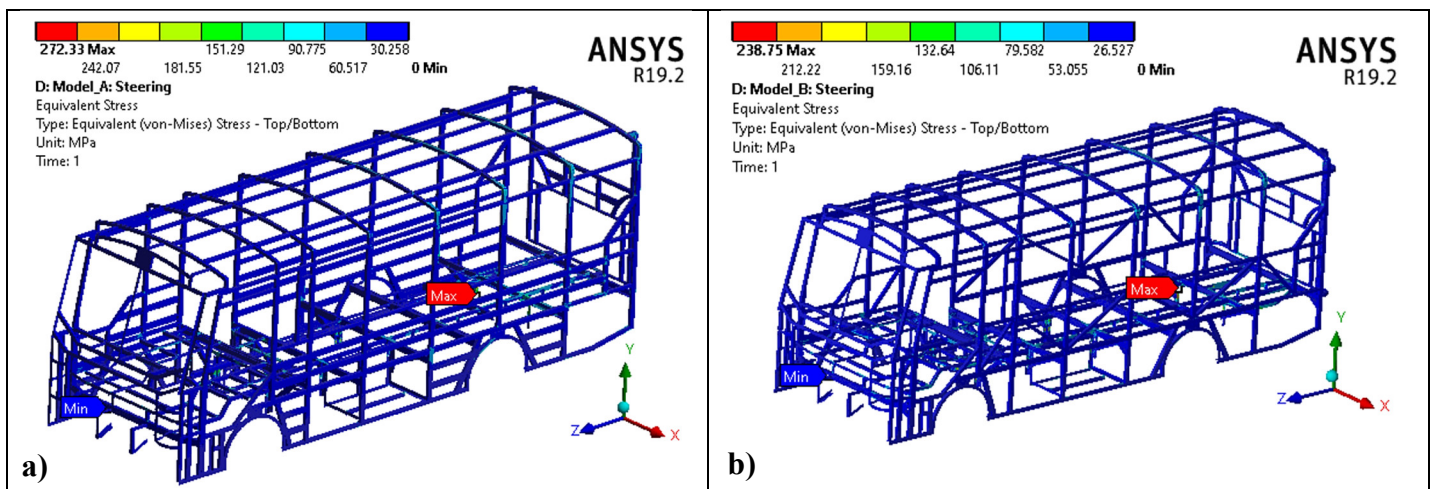 272.33 Max 151.29 90.775 30.258
242.07 181.55 121.03 60.517 0 Min
ANSYS
R19.2
D: Model_A: Steering
Equivalent Stress
Type: Equivalent (von-Mises) Stress - Top/Bottom
Unit: MPa
Time: 1
Max
Min
Y
Z
X
a)
238.75 Max 132.64 79.582 26.527
212.22 159.16 106.11 53.055 0 Min
ANSYS
R19.2
D: Model_B: Steering
Equivalent Stress
Type: Equivalent (von-Mises) Stress - Top/Bottom
Unit: MPa
Time: 1
Max
Min
Y
Z
X
b)